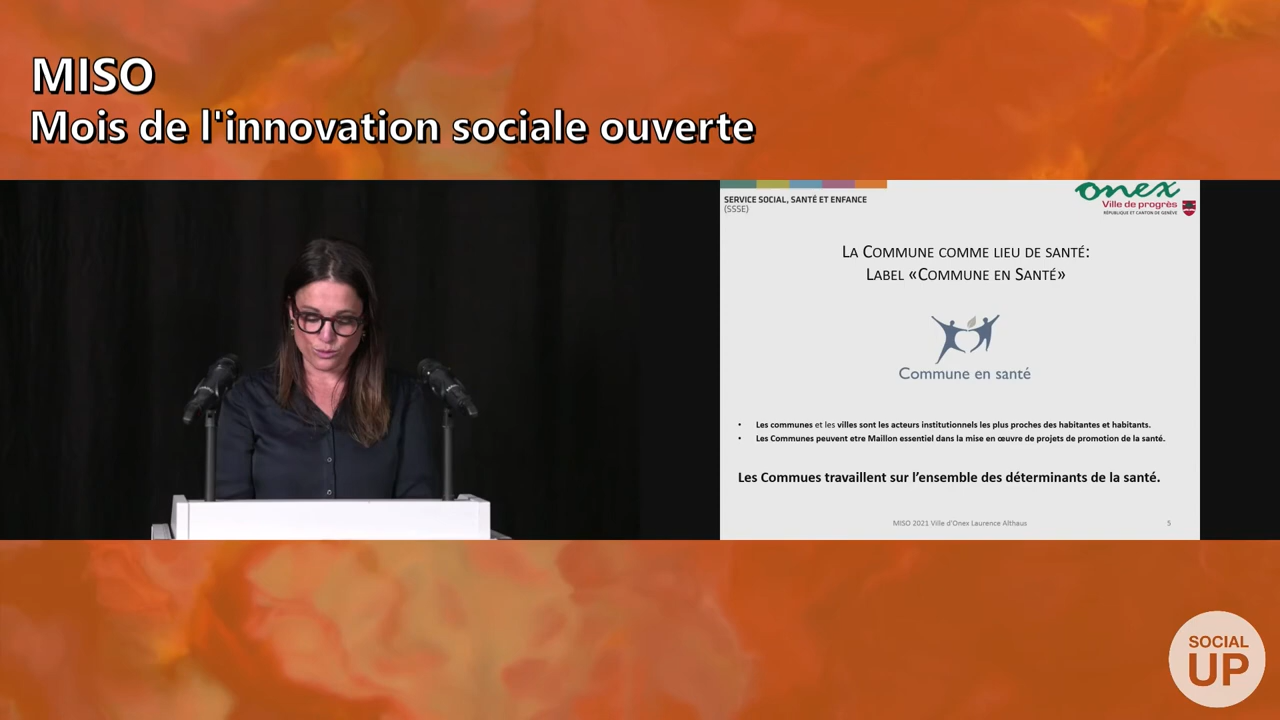 MISO
Mois de l'innovation sociale ouverte
SERVICE SOCIAL, SANTÉ ET ENFANCE
(SSSE)
onex
Ville de progrès
RÉPUBLIQUE ET CANTON DE GENÈVE
LA COMMUNE COMME LIEU DE SANTÉ:
LABEL «COMMUNE EN SANTÉ»
Commune en santé
• Les communes et les villes sont les acteurs institutionnels les plus proches des habitantes et habitants.
• Les Communes peuvent etre Maillon essentiel dans la mise en œuvre de projets de promotion de la santé.
Les Commues travaillent sur l'ensemble des déterminants de la santé.
MISO 2021 Ville d'Onex Laurence Althaus
5
SOCIAL
UP